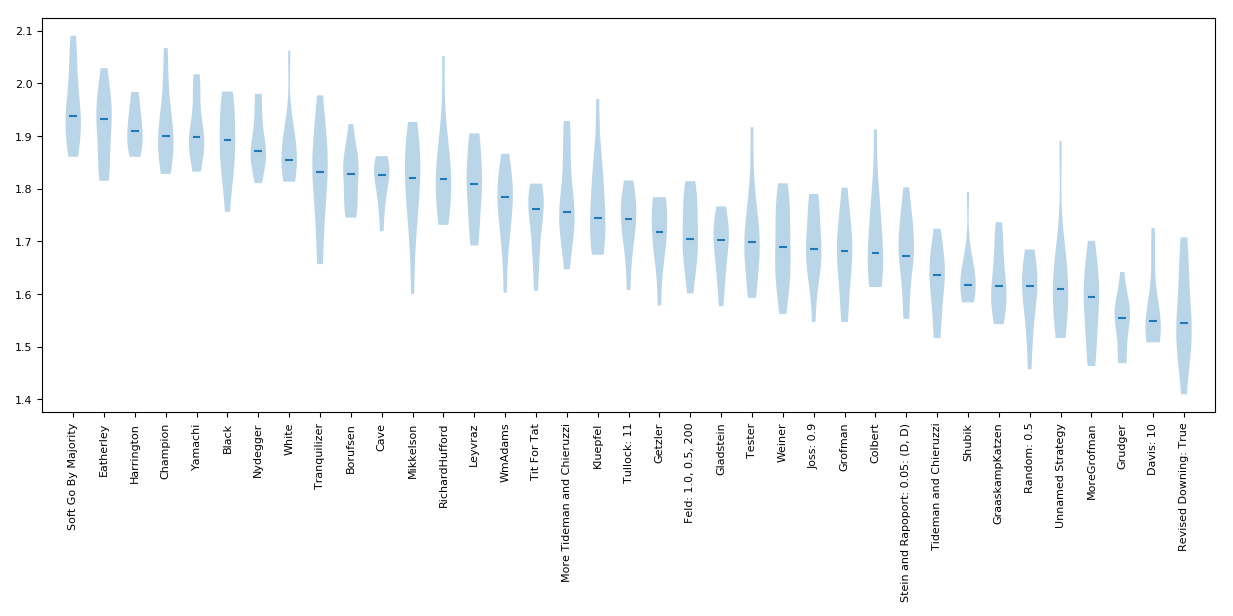 2.1
2.0
1.9
1.8
1.7
1.6
1.5
1.4
Soft Go By Majority
Eatherley
Harrington
Champion
Yamachi
Black
Nydegger
White
Tranquilizer
Borufsen
Cave
Mikkelson
RichardHufford
Leyvraz
WmAdams
Tit For Tat
More Tideman and Chieruzzi
Kluepfel
Tullock: 11
Getzler
Feld: 1.0, 0.5, 200
Gladstein
Tester
Weiner
Joss: 0.9
Grofman
Colbert
Stein and Rapoport: 0.05: (D, D)
Tideman and Chieruzzi
Shubik
GraaskampKatzen
Random: 0.5
Unnamed Strategy
MoreGrofman
Grudger
Davis: 10
Revised Downing: True